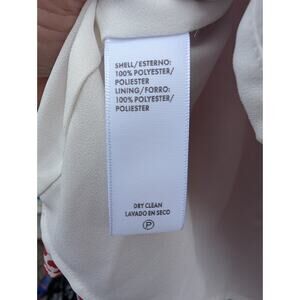 SHELL/ESTERNO:
100% POLYESTER/
POLIESTER
LINING/FORRO:
100% POLYESTER/
POLIESTER
DRY CLEAN
LAVADO EN SECO
P